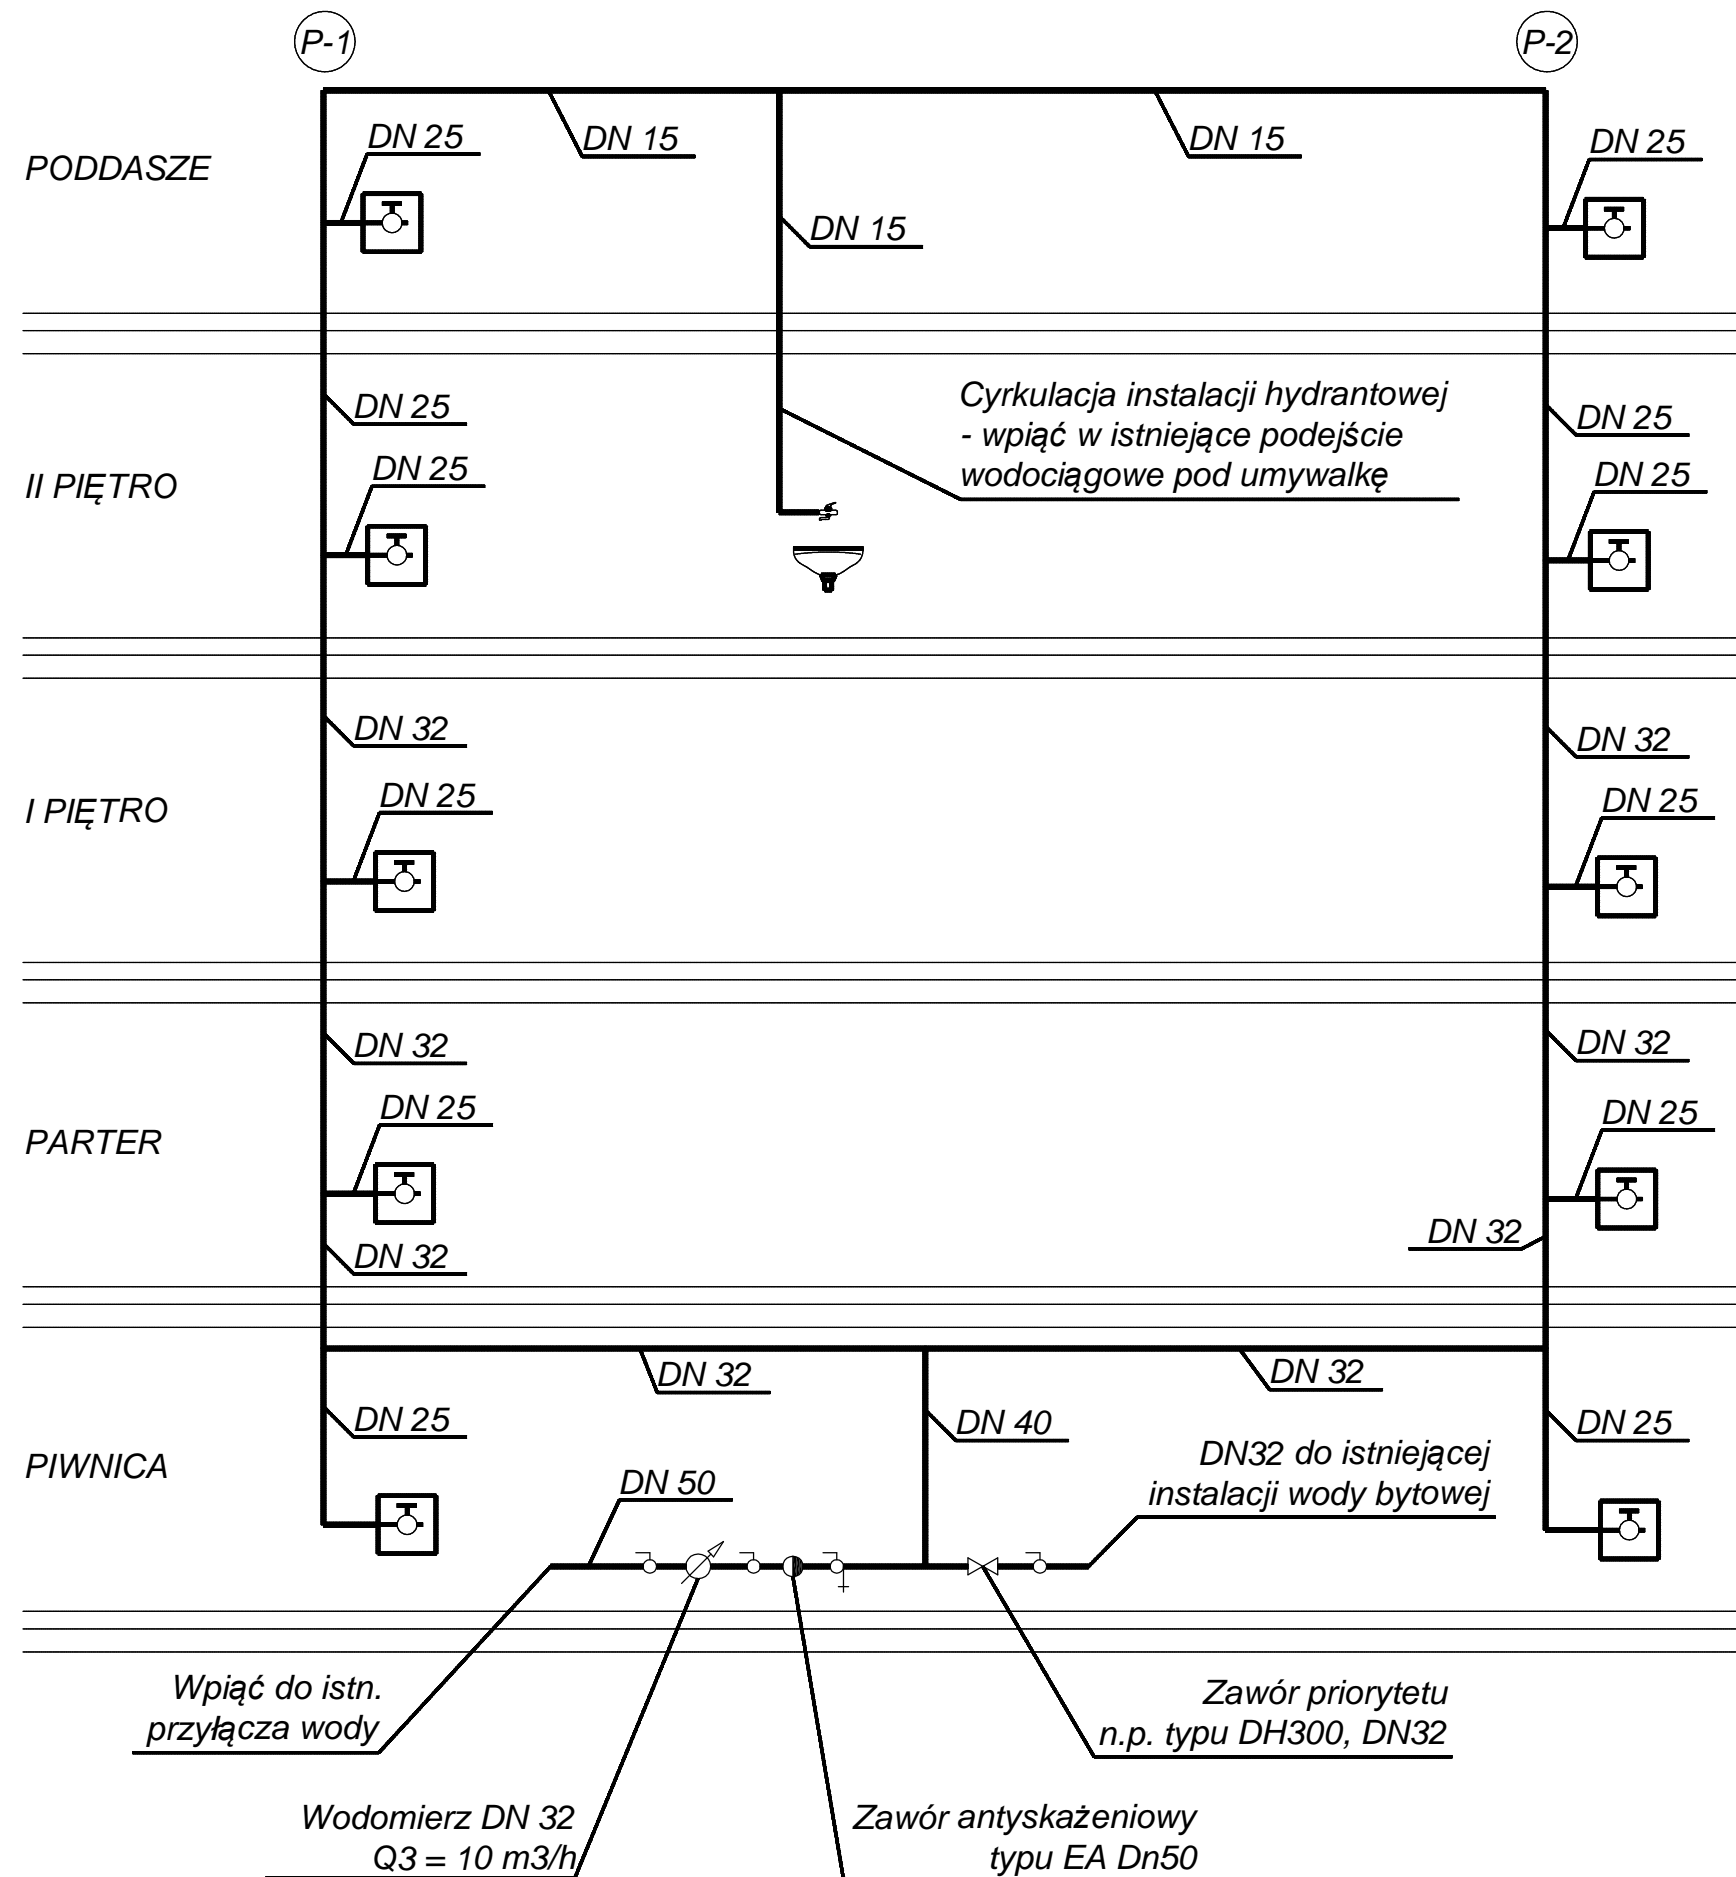 P-1
P-2
DN 25
DN 15
DN 15
DN 25
PODDASZE
DN 15
Cyrkulacja instalacji hydrantowej
- wpiąć w istniejące podejście
wodociągowe pod umywalkę
DN 25
DN 25
DN 25
DN 25
II PIĘTRO
DN 32
DN 32
DN 25
DN 25
I PIĘTRO
DN 32
DN 32
DN 25
DN 25
PARTER
DN 32
DN 32
DN 32
DN 32
DN 25
DN 40
DN 25
PIWNICA
DN 50
DN32 do istniejącej
instalacji wody bytowej
Wpiąć do istn.
przyłącza wody
Zawór priorytetu
n.p. typu DH300, DN32
Wodomierz DN 32
Q3 = 10 m3/h
Zawór antyskażeniowy
typu EA Dn50